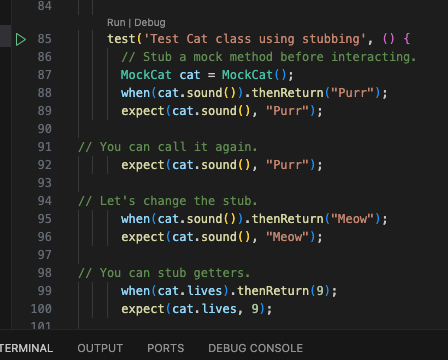 84
Run | Debug
85 test('Test Cat class using stubbing', () {
86 // Stub a mock method before interacting.
87 MockCat cat = MockCat();
88 when(cat.sound()).thenReturn("Purr");
89 expect(cat.sound(), "Purr");
90
91 // You can call it again.
92 expect(cat.sound(), "Purr");
93
94 // Let's change the stub.
95 when(cat.sound()).thenReturn("Meow");
96 expect(cat.sound(), "Meow");
97
98 // You can stub getters.
99 when(cat.lives).thenReturn(9);
100 expect(cat.lives, 9);
101
TERMINAL OUTPUT PORTS DEBUG CONSOLE